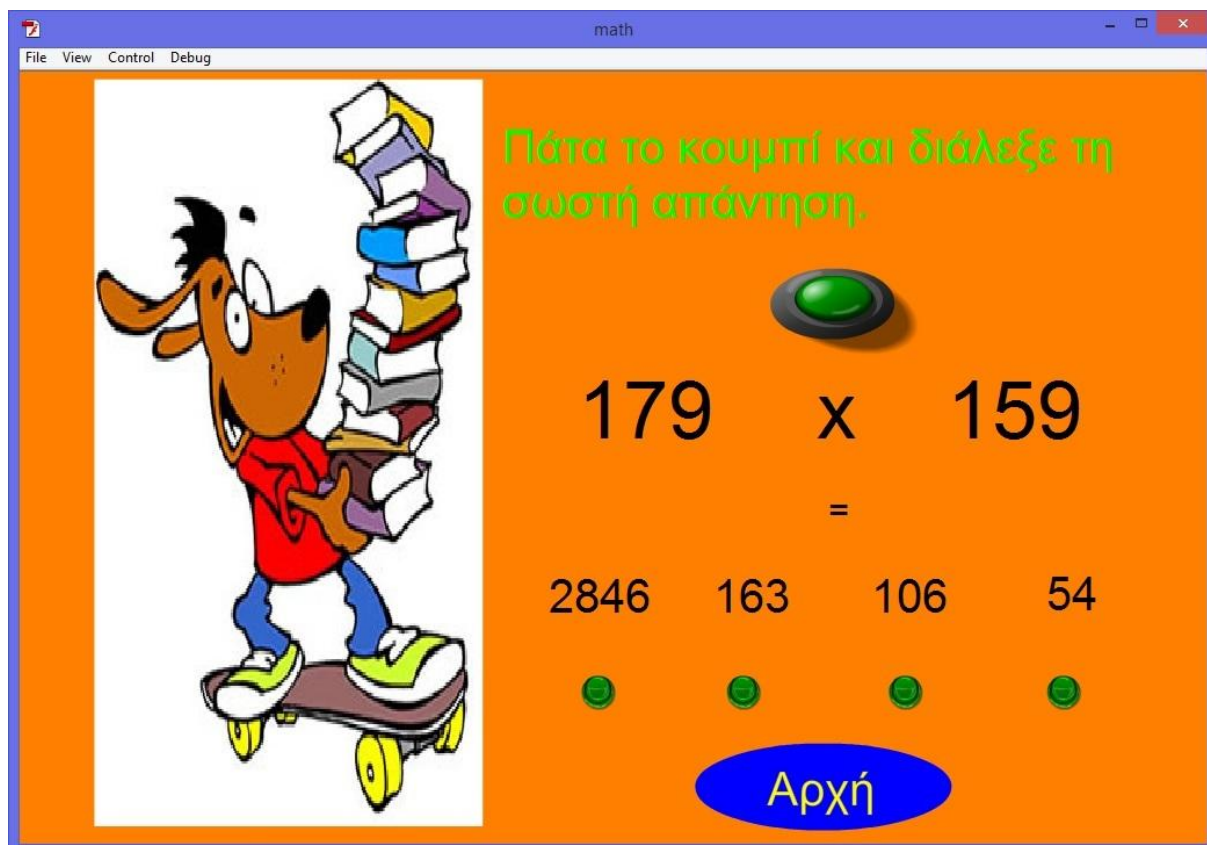 math
File View Control Debug
Πάτα το κουμπί και διάλεξε τη
σωστή απάντηση.
179 x 159
=
2846 163 106 54
Αρχή